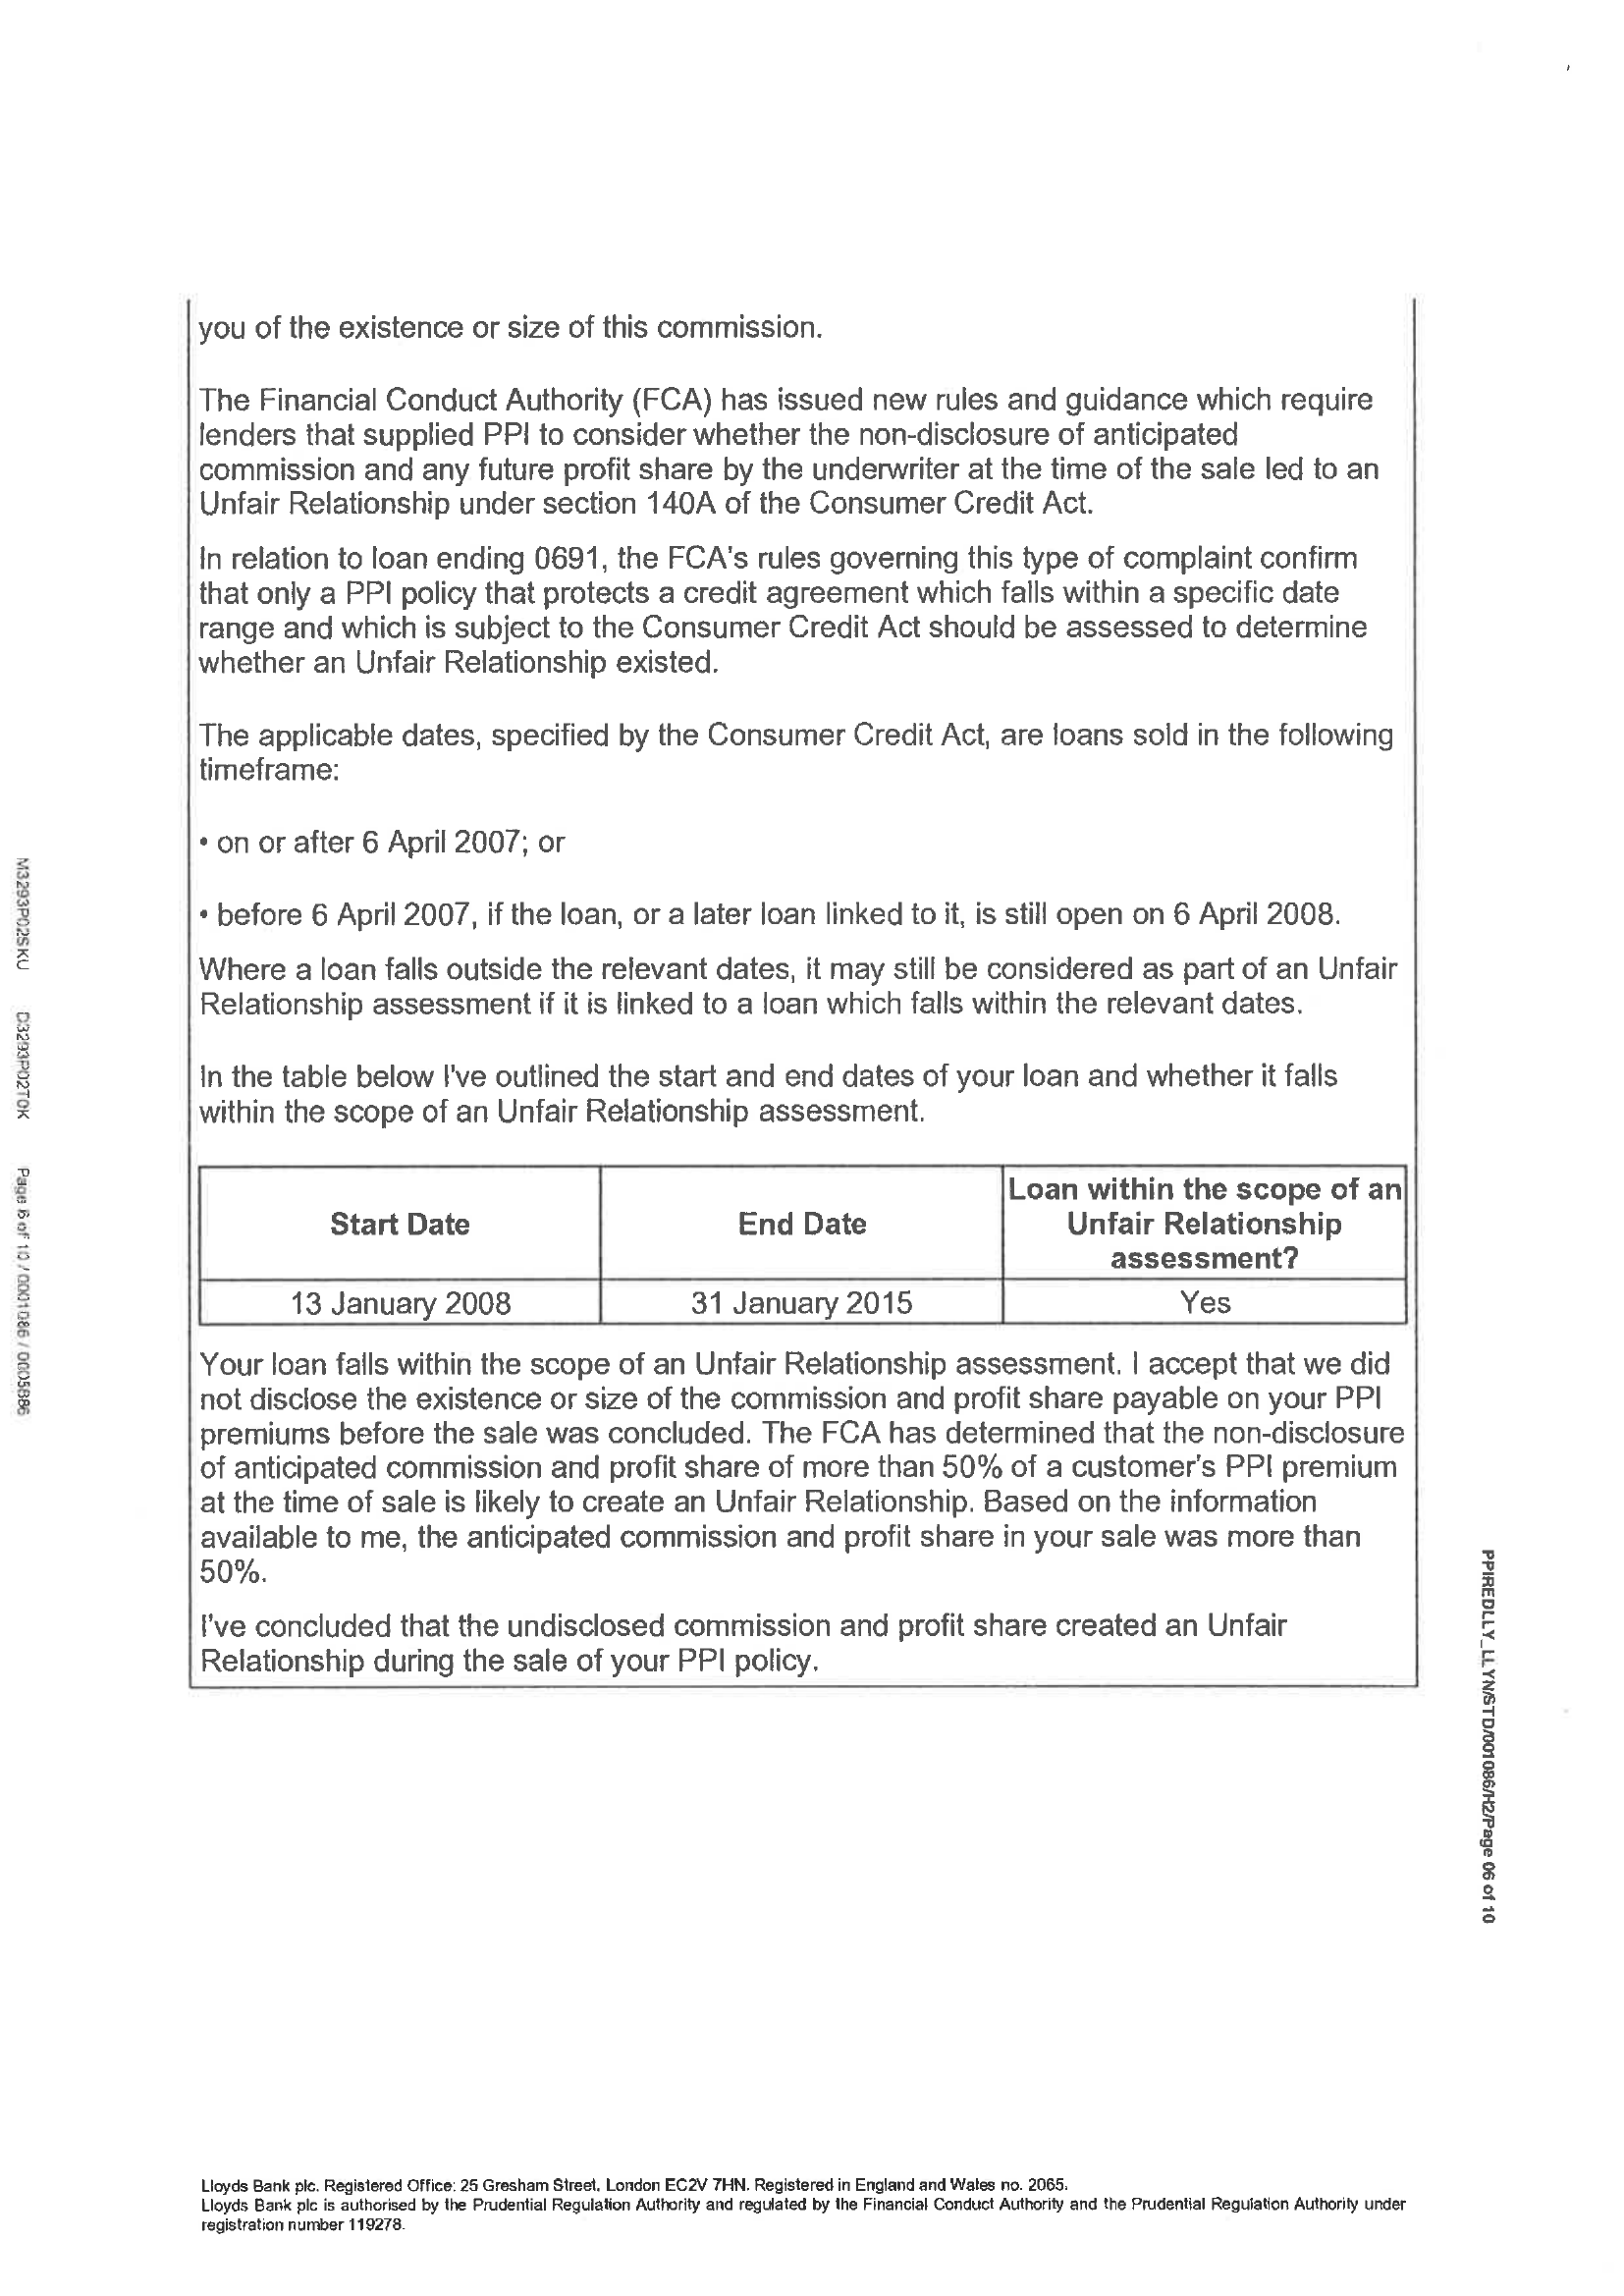 you of the existence or size of this commission.
The Financial Conduct Authority (FCA) has issued new rules and guidance which require
lenders that supplied PPI to consider whether the non-disclosure of anticipated
commission and any future profit share by the underwriter at the time of the sale led to an
Unfair Relationship under section 140A of the Consumer Credit Act.
In relation to loan ending 0691, the FCA's rules governing this type of complaint confirm
that only a PPI policy that protects a credit agreement which falls within a specific date
range and which is subject to the Consumer Credit Act should be assessed to determine
whether an Unfair Relationship existed.
The applicable dates, specified by the Consumer Credit Act, are loans sold in the following
timeframe:
• on or after 6 April 2007; or
• before 6 April 2007, if the loan, or a later loan linked to it, is still open on 6 April 2008.
Where a loan falls outside the relevant dates, it may still be considered as part of an Unfair
Relationship assessment if it is linked to a loan which falls within the relevant dates.
In the table below I've outlined the start and end dates of your loan and whether it falls
within the scope of an Unfair Relationship assessment.
Start Date
End Date
Loan within the scope of an
Unfair Relationship
assessment?
13 January 2008
31 January 2015
Yes
Your loan falls within the scope of an Unfair Relationship assessment. I accept that we did
not disclose the existence or size of the commission and profit share payable on your PPI
premiums before the sale was concluded. The FCA has determined that the non-disclosure
of anticipated commission and profit share of more than 50% of a customer's PPI premium
at the time of sale is likely to create an Unfair Relationship. Based on the information
available to me, the anticipated commission and profit share in your sale was more than
50%.
I've concluded that the undisclosed commission and profit share created an Unfair
Relationship during the sale of your PPI policy.
M3293P02SKU D3293P02T0K Page 6 of 10 / 0001086 / 0005886
PPIREDLLY_LLYN/STD/001086/H2/Page 06 of 10
Lloyds Bank plc. Registered Office: 25 Gresham Street, London EC2V 7HN. Registered in England and Wales no. 2065.
Lloyds Bank plc is authorised by the Prudential Regulation Authority and regulated by the Financial Conduct Authority and the Prudential Regulation Authority under
registration number 119278.